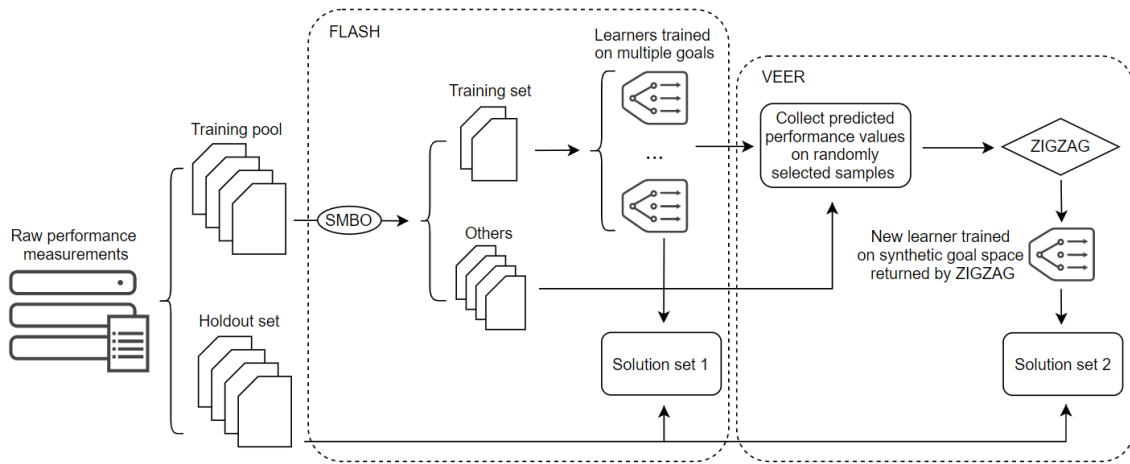 FLASH
Learners trained
on multiple goals
VEER
Training set
Training pool
Collect predicted
performance values
on randomly
selected samples
ZIGZAG
...
SMBO
Raw performance
measurements
Others
New learner trained
on synthetic goal space
returned by ZIGZAG
Holdout set
Solution set 1
Solution set 2